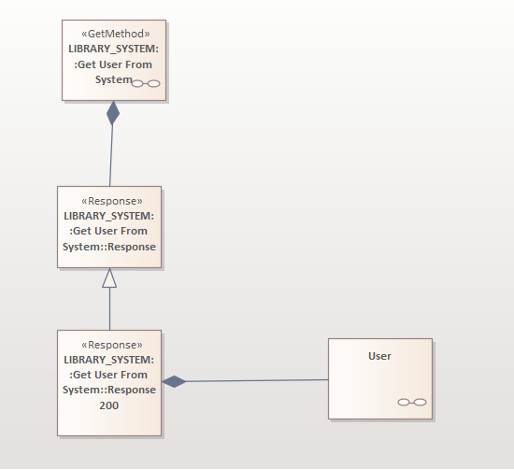 «GetMethod»
LIBRARY_SYSTEM:
:Get User From
System
«Response»
LIBRARY_SYSTEM:
:Get User From
System::Response
«Response»
LIBRARY_SYSTEM:
:Get User From
System::Response
200
User